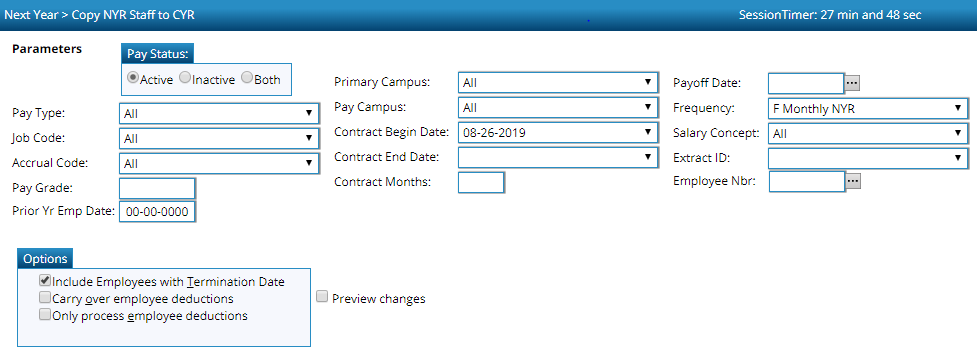 Next Year > Copy NYR Staff to CYR SessionTimer: 27 min and 48 sec
Parameters
Pay Status:
Active Inactive Both
Pay Type: All
Job Code: All
Accrual Code: All
Pay Grade:
Prior Yr Emp Date: 00-00-0000
Primary Campus: All
Pay Campus: All
Contract Begin Date: 08-26-2019
Contract End Date:
Contract Months:
Payoff Date:
Frequency: F Monthly NYR
Salary Concept: All
Extract ID:
Employee Nbr:
Options
Include Employees with Termination Date
Carry over employee deductions
Only process employee deductions
Preview changes